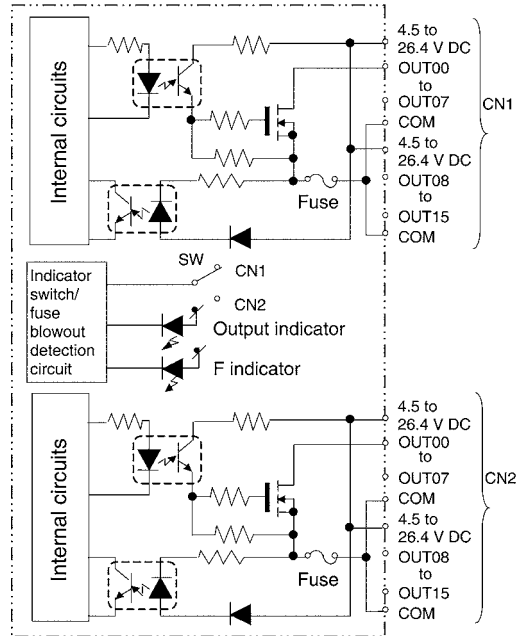 Internal circuits
4.5 to
26.4 V DC
OUT00
to
OUT07
COM
4.5 to
26.4 V DC
OUT08
to
OUT15
COM
CN1
Fuse
Indicator
switch/
fuse
blowout
detection
circuit
SW
CN1
CN2
Output indicator
F indicator
Internal circuits
4.5 to
26.4 V DC
OUT00
to
OUT07
COM
4.5 to
26.4 V DC
OUT08
to
OUT15
COM
CN2
Fuse